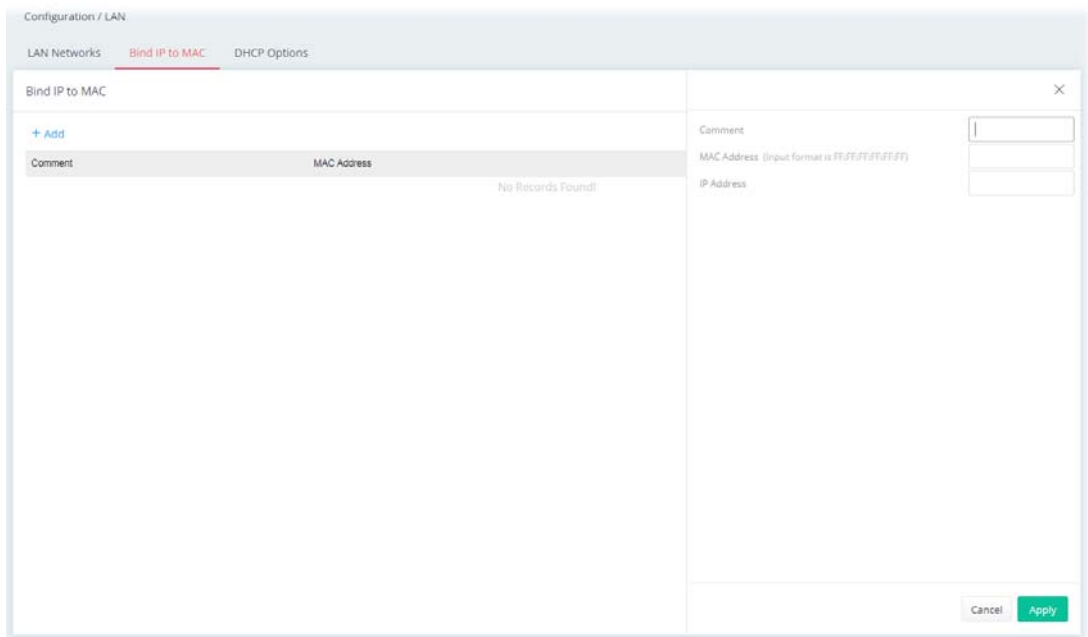 Configuration / LAN
LAN Networks Bind IP to MAC DHCP Options
Bind IP to MAC
+ Add
Comment MAC Address
No Records Found!
Comment
MAC Address (Input format is FF:FF:FF:FF:FF:FF)
IP Address
Cancel Apply